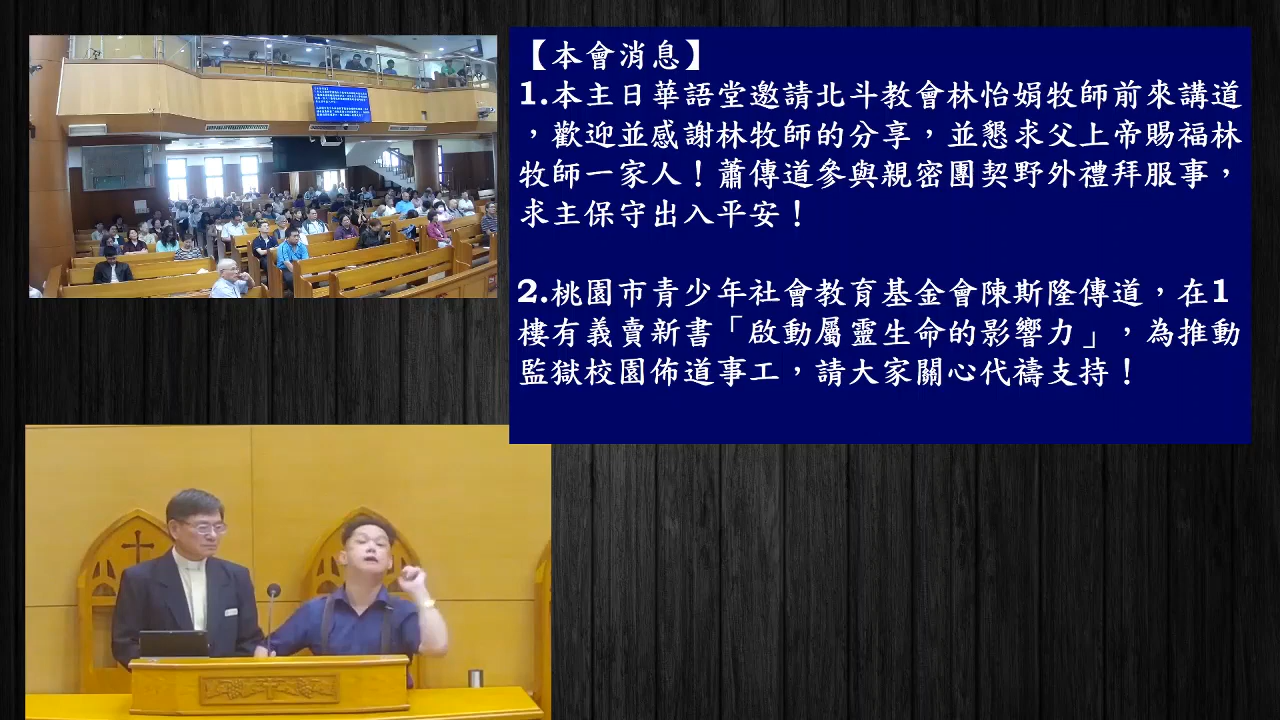 【本會消息】
1.本主日華語堂邀請北斗教會林怡娟牧師前來講道
，歡迎並感謝林牧師的分享，並懇求父上帝賜福林
牧師一家人！蕭傳道參與親密團契野外禮拜服事，
求主保守出入平安！
2.桃園市青少年社會教育基金會陳斯隆傳道，在1
樓有義賣新書「啟動屬靈生命的影響力」，為推動
監獄校園佈道事工，請大家關心代禱支持！